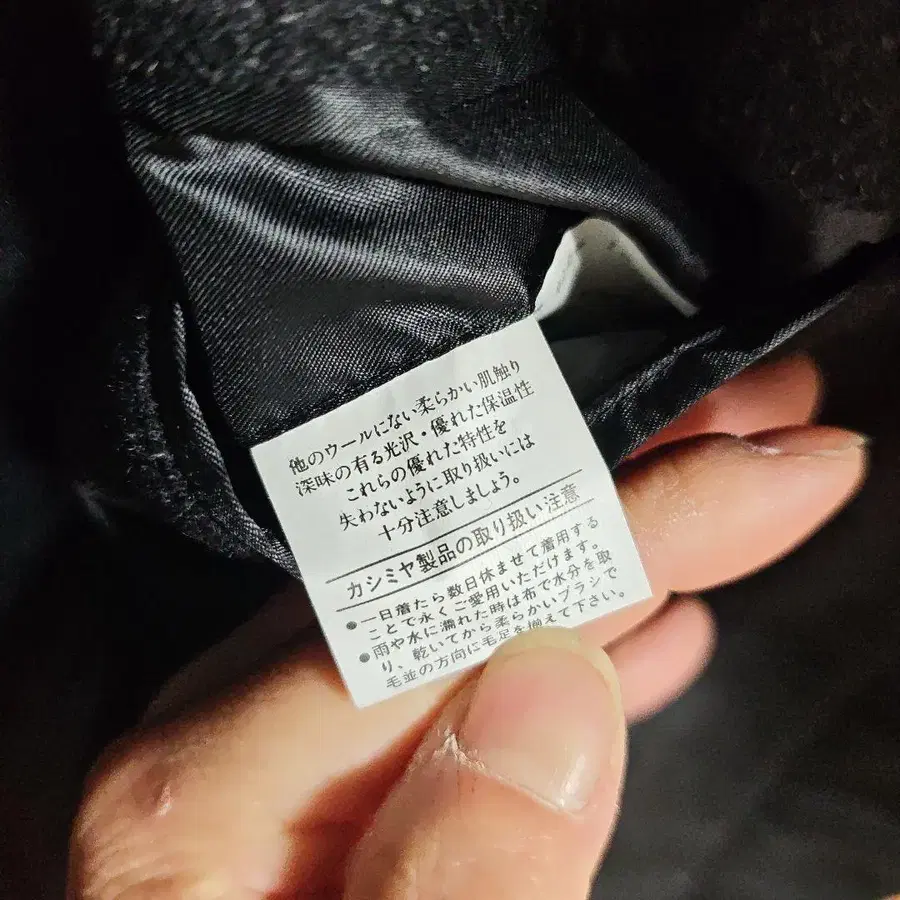 他のウールにない柔らかい肌触り
深味の有る光沢・優れた保温性
これらの優れた特性を
失わないように取り扱いには
十分注意しましょう。
カシミヤ製品の取り扱い注意
●一日着たら数日休ませて着用する
ことで永くご愛用いただけます。
●雨や水に濡れた時は布で水分を取
り、乾いてから柔らかいブラシで
毛並の方向に毛足を揃えて下さい。